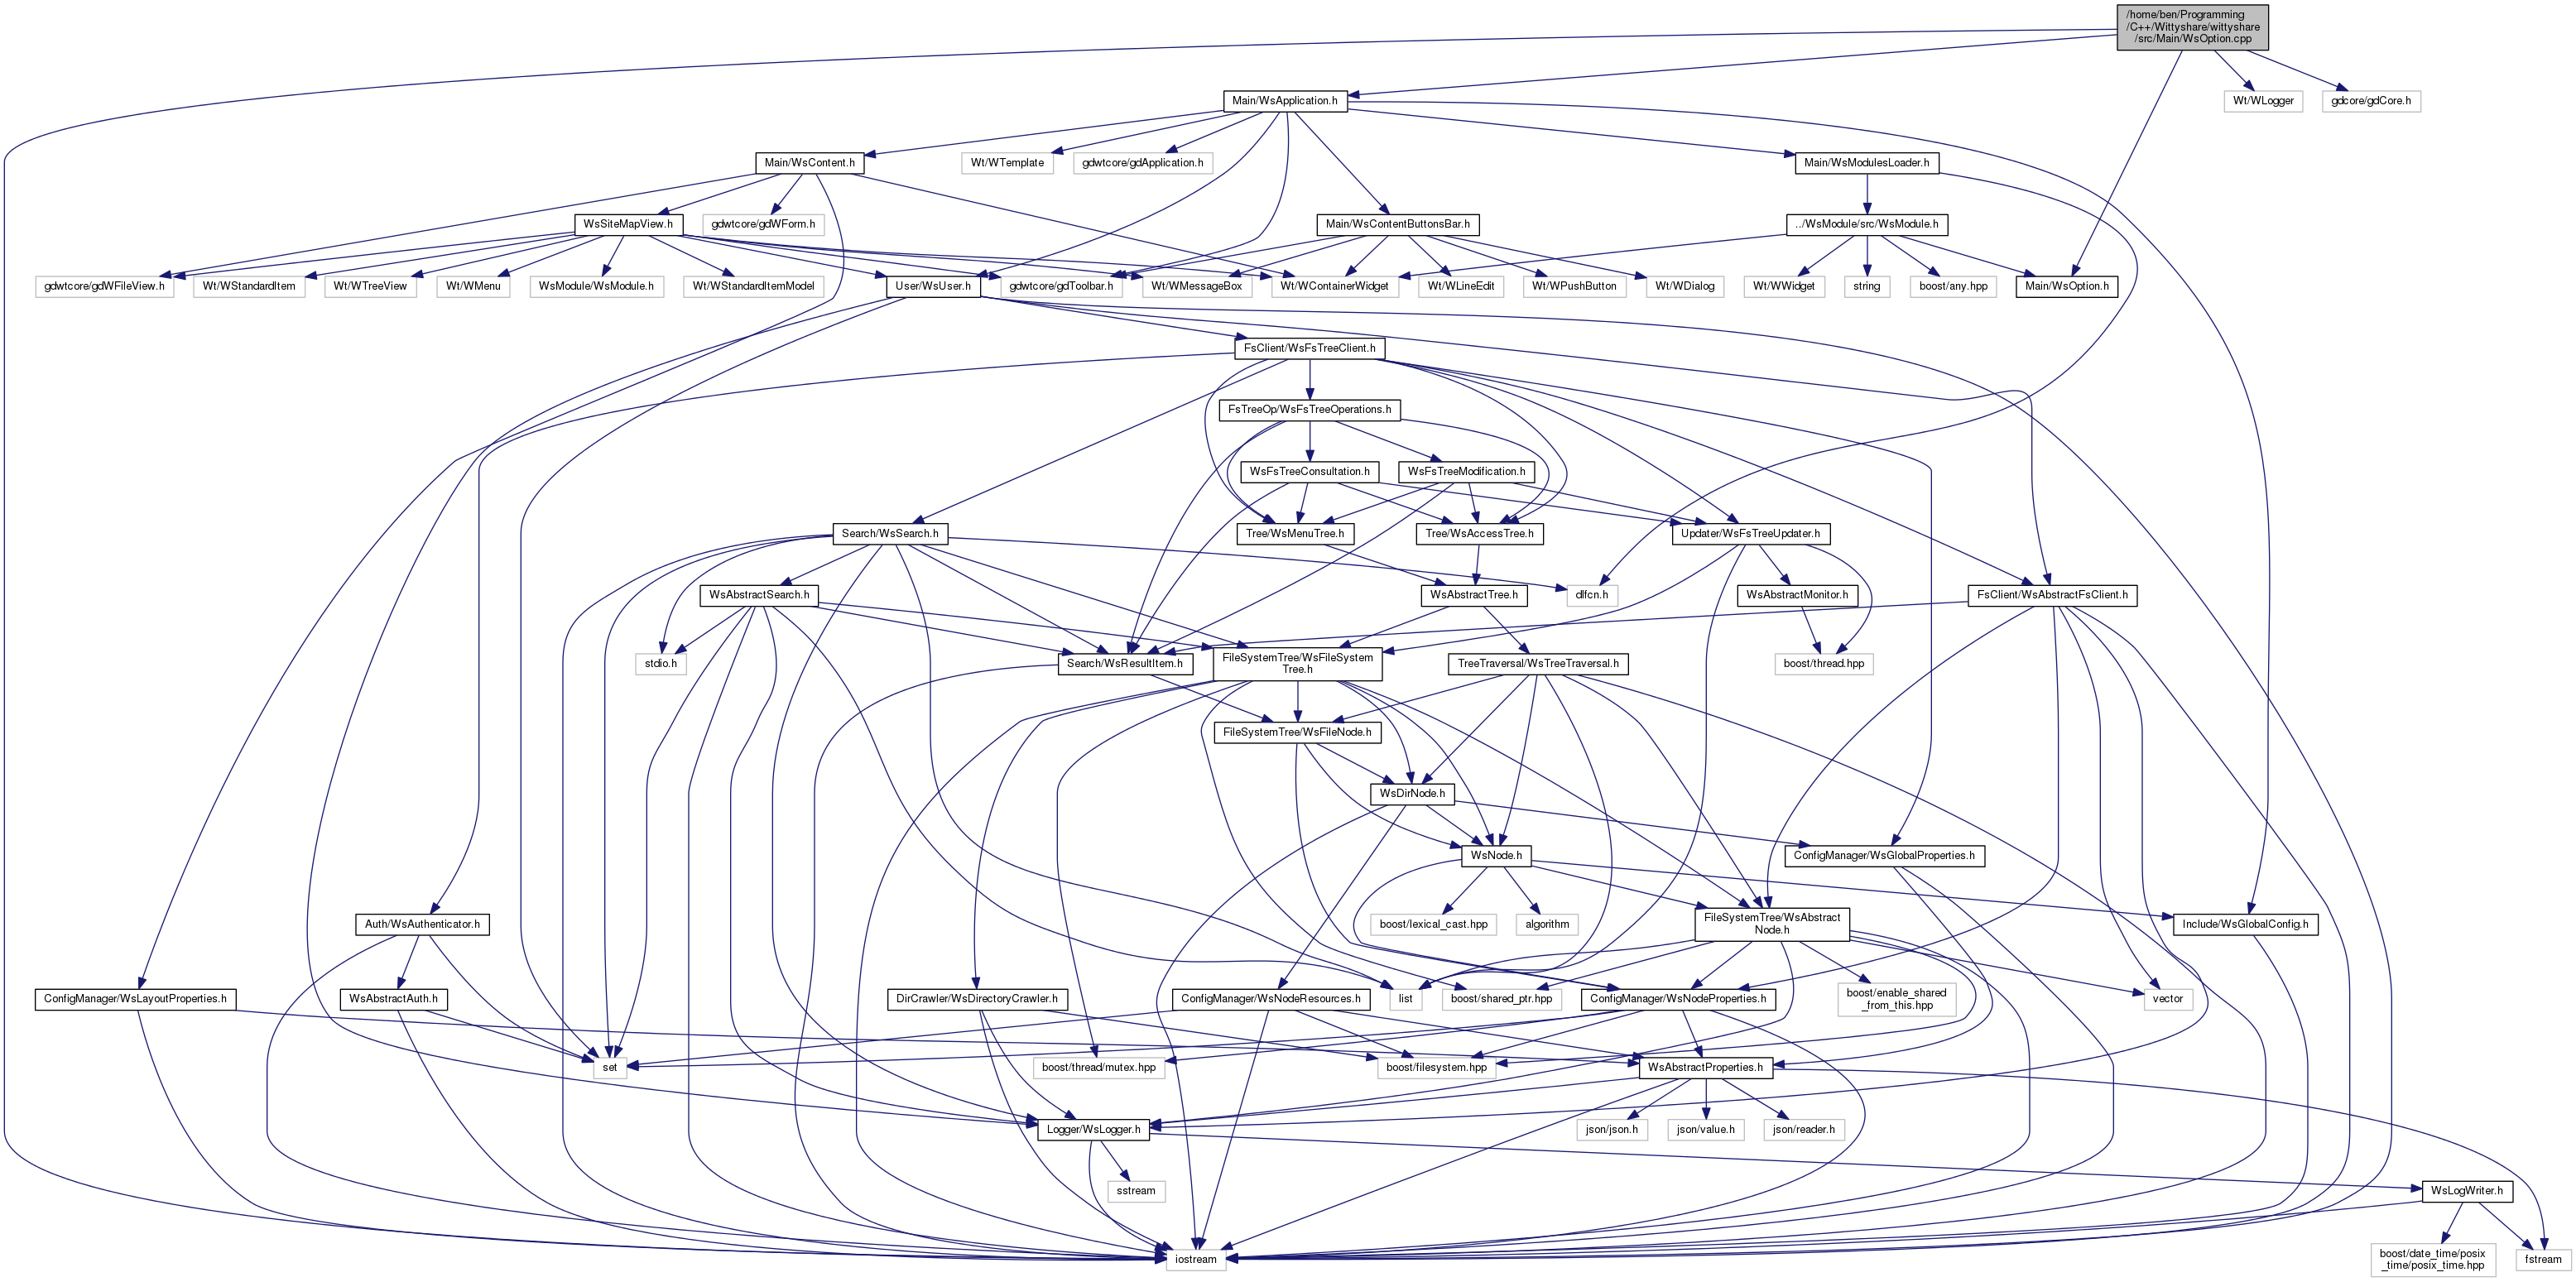 /home/ben/Programming
/C++/Wittyshare/wittyshare
/src/Main/WsOption.cpp
Main/WsApplication.h
Wt/WLogger
gdcore/gdCore.h
Main/WsContent.h
Wt/WTemplate
gdwtcore/gdApplication.h
Main/WsModulesLoader.h
WsSiteMapView.h
gdwtcore/gdWForm.h
Main/WsContentButtonsBar.h
.../WsModule/src/WsModule.h
gdwtcore/gdWFileView.h
Wt/WStandardItem
Wt/WTreeView
Wt/WMenu
WsModule/WsModule.h
Wt/WStandardItemModel
User/WsUser.h
gdwtcore/gdToolbar.h
Wt/WMessageBox
Wt/WContainerWidget
Wt/WLineEdit
Wt/WPushButton
Wt/WDialog
Wt/WWidget
string
boost/any.hpp
Main/WsOption.h
FsClient/WsFsTreeClient.h
FsTreeOp/WsFsTreeOperations.h
WsFsTreeConsultation.h
WsFsTreeModification.h
Search/WsSearch.h
Tree/WsMenuTree.h
Tree/WsAccessTree.h
Updater/WsFsTreeUpdater.h
WsAbstractSearch.h
dlfcn.h
WsAbstractTree.h
WsAbstractMonitor.h
FsClient/WsAbstractFsClient.h
stdio.h
Search/WsResultItem.h
FileSystemTree/WsFileSystem
Tree.h
TreeTraversal/WsTreeTraversal.h
boost/thread.hpp
FileSystemTree/WsFileNode.h
WsDirNode.h
WsNode.h
ConfigManager/WsGlobalProperties.h
Auth/WsAuthenticator.h
boost/lexical_cast.hpp
algorithm
FileSystemTree/WsAbstract
Node.h
Include/WsGlobalConfig.h
ConfigManager/WsLayoutProperties.h
WsAbstractAuth.h
DirCrawler/WsDirectoryCrawler.h
ConfigManager/WsNodeResources.h
list
boost/shared_ptr.hpp
ConfigManager/WsNodeProperties.h
boost/enable_shared
_from_this.hpp
vector
set
boost/thread/mutex.hpp
boost/filesystem.hpp
WsAbstractProperties.h
Logger/WsLogger.h
json/json.h
json/value.h
json/reader.h
sstream
WsLogWriter.h
iostream
boost/date_time/posix
_time/posix_time.hpp
fstream